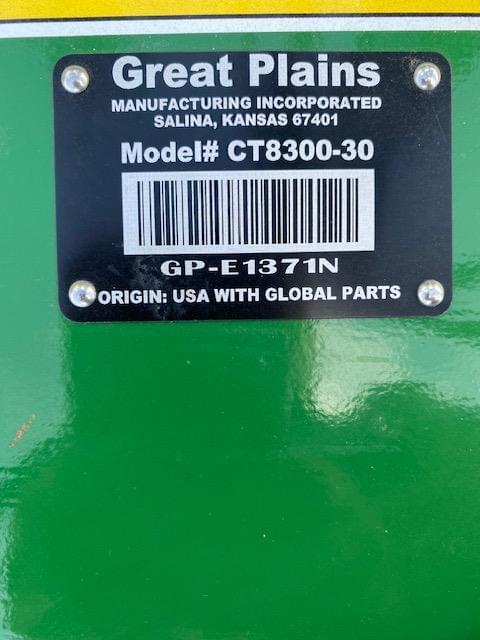 Great Plains
MANUFACTURING INCORPORATED
SALINA, KANSAS 67401
Model# CT8300-30
GP-E1371N
ORIGIN: USA WITH GLOBAL PARTS